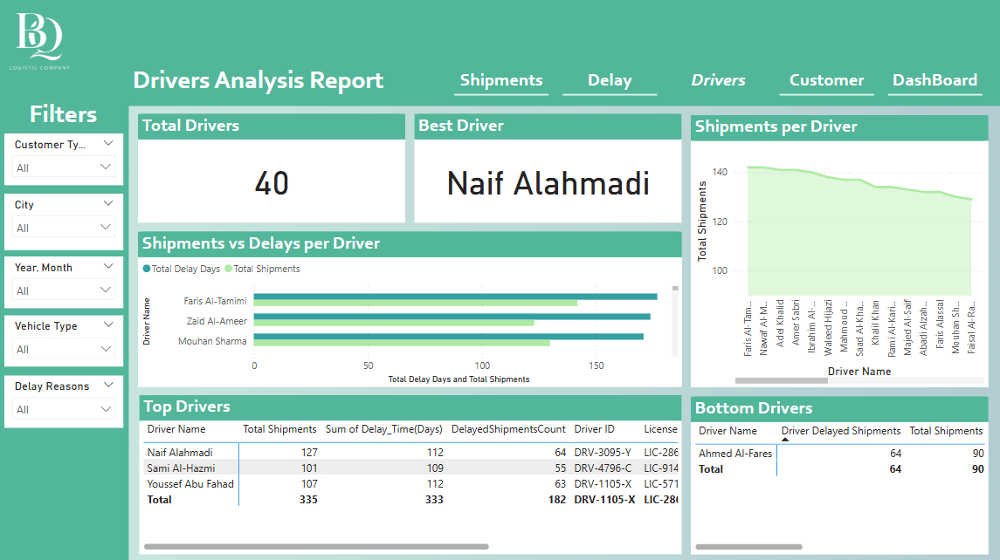 BQ
LOGISTIC COMPANY
Drivers Analysis Report
Shipments
Delay
Drivers
Customer
DashBoard
Filters
Customer Ty...
All
City
All
Year, Month
All
Vehicle Type
All
Delay Reasons
All
Total Drivers
40
Best Driver
Naif Alahmadi
Shipments vs Delays per Driver
Total Delay Days Total Shipments
Driver Name
Faris Al-Tamimi
Zaid Al-Ameer
Mouhan Sharma
0 50 100 150
Total Delay Days and Total Shipments
Shipments per Driver
Total Shipments
140
120
100
Faris Al-Tam...
Nawaf Al-M...
Adel Khalid
Amer Sabri
Ibrahim Al-...
Waleed Hijazi
Mahmoud ...
Saad Al-Kha...
Khalil Khan
Rami Al-Kari...
Majed Al-Saif
Abadi Alzah...
Faris Alassal
Mouhan Sh...
Faisal Al-Ra...
Driver Name
Top Drivers
Driver Name Total Shipments Sum of Delay_Time(Days) DelayedShipmentsCount Driver ID License
Naif Alahmadi 127 112 64 DRV-3095-Y LIC-286
Sami Al-Hazmi 101 109 55 DRV-4796-C LIC-914
Youssef Abu Fahad 107 112 63 DRV-1105-X LIC-571
Total 335 333 182 DRV-1105-X LIC-286
Bottom Drivers
Driver Name Driver Delayed Shipments Total Shipments
Ahmed Al-Fares 64 90
Total 64 90